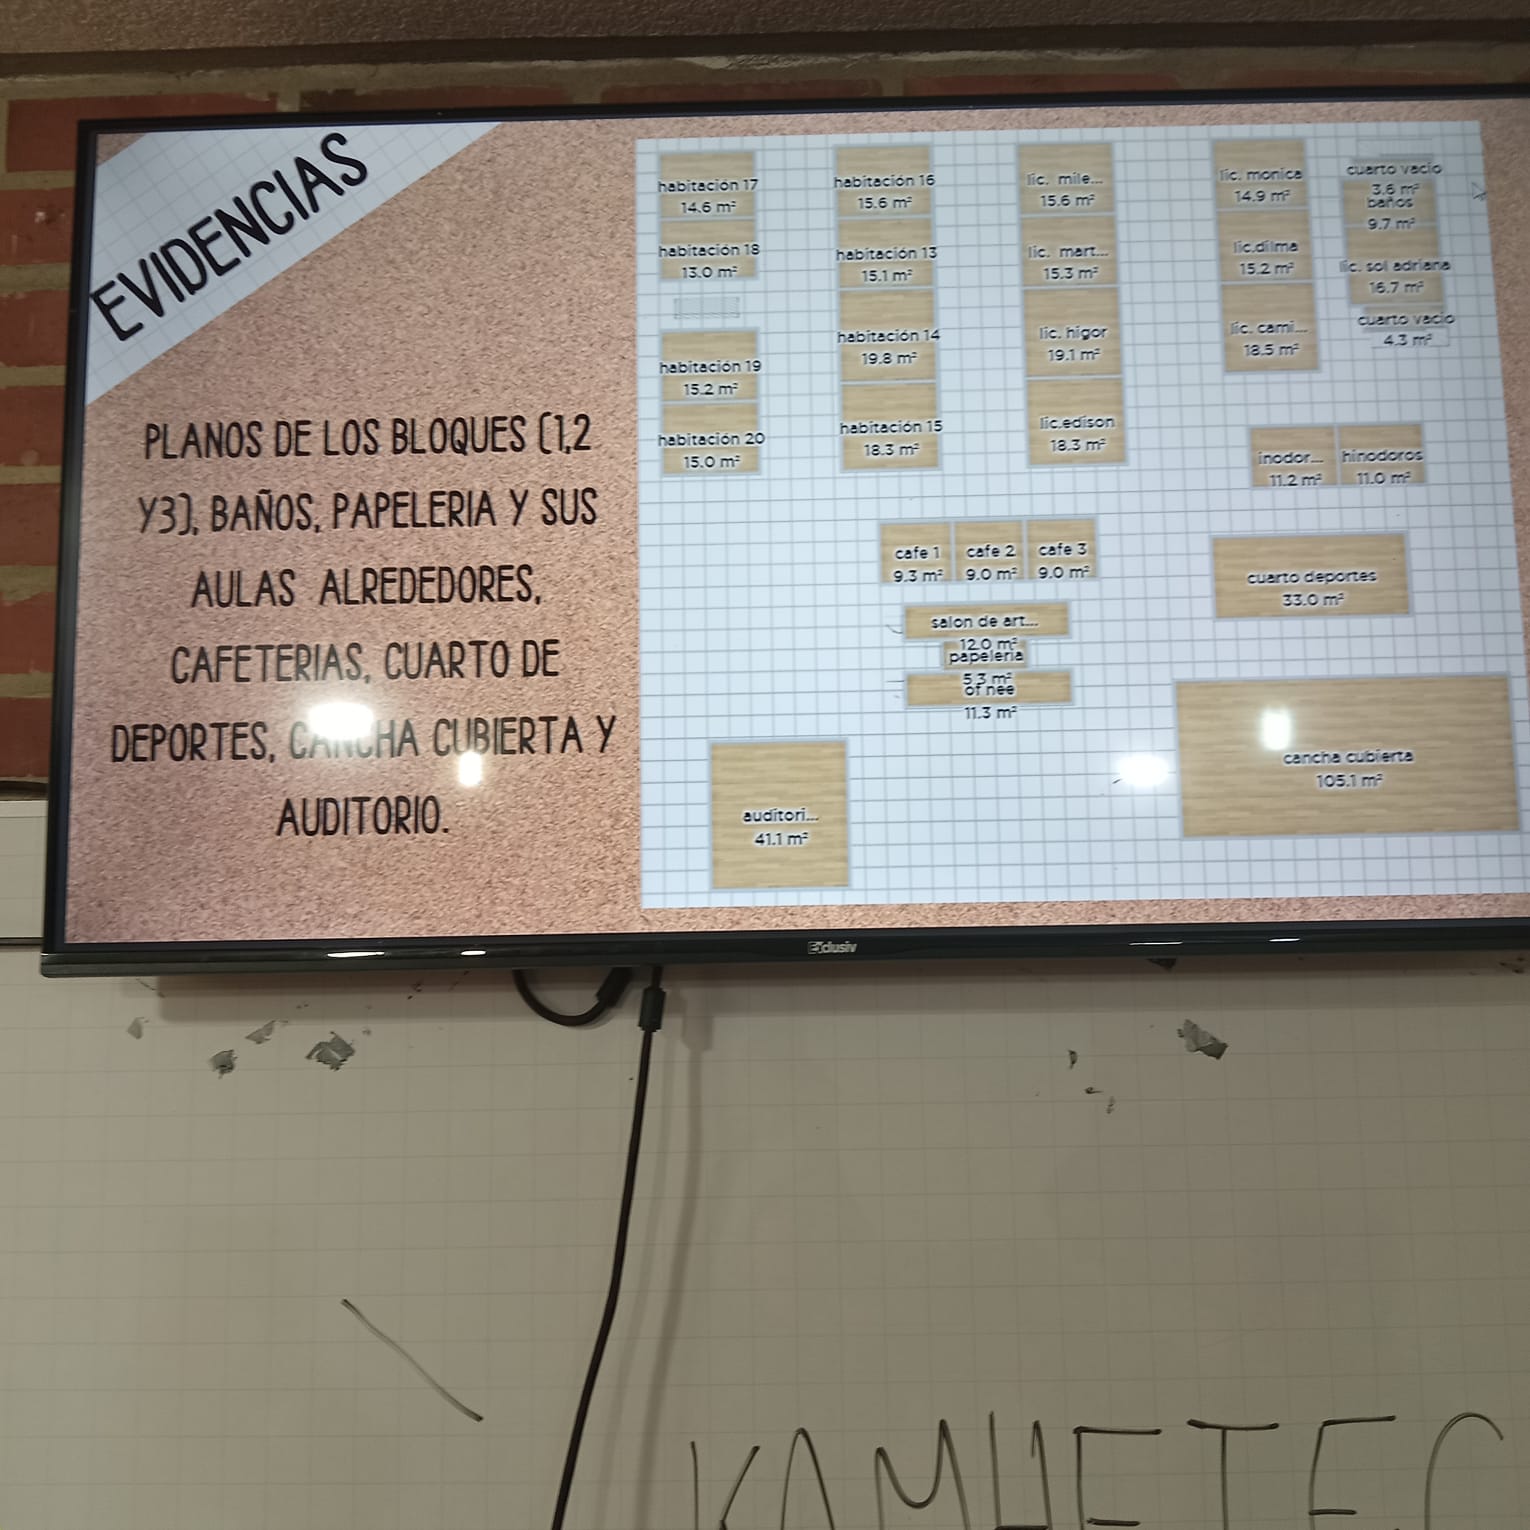 EVIDENCIAS
PLANOS DE LOS BLOQUES (1,2
Y3), BAÑOS, PAPELERIA Y SUS
AULAS ALREDEDORES,
CAFETERIAS, CUARTO DE
DEPORTES, CANCHA CUBIERTA Y
AUDITORIO.
habitación 17
14.6 m²
habitación 18
13.0 m²
habitación 19
15.2 m²
habitación 20
15.0 m²
habitación 16
15.6 m²
habitación 13
15.1 m²
habitación 14
19.8 m²
habitación 15
18.3 m²
lic. mile...
15.6 m²
lic. mart...
15.3 m²
lic. higor
19.1 m²
lic.edison
18.3 m²
lic. monica
14.9 m²
lic.dilma
15.2 m²
lic. cami...
18.5 m²
cuarto vacio
3.6 m²
baños
9.7 m²
lic. sol adriana
16.7 m²
cuarto vacio
4.3 m²
inodor...
11.2 m²
hinodoros
11.0 m²
cafe 1
9.3 m²
cafe 2
9.0 m²
cafe 3
9.0 m²
cuarto deportes
33.0 m²
salon de art...
12.0 m²
papeleria
5.3 m²
of nee
11.3 m²
auditori...
41.1 m²
cancha cubierta
105.1 m²
Exclusiv